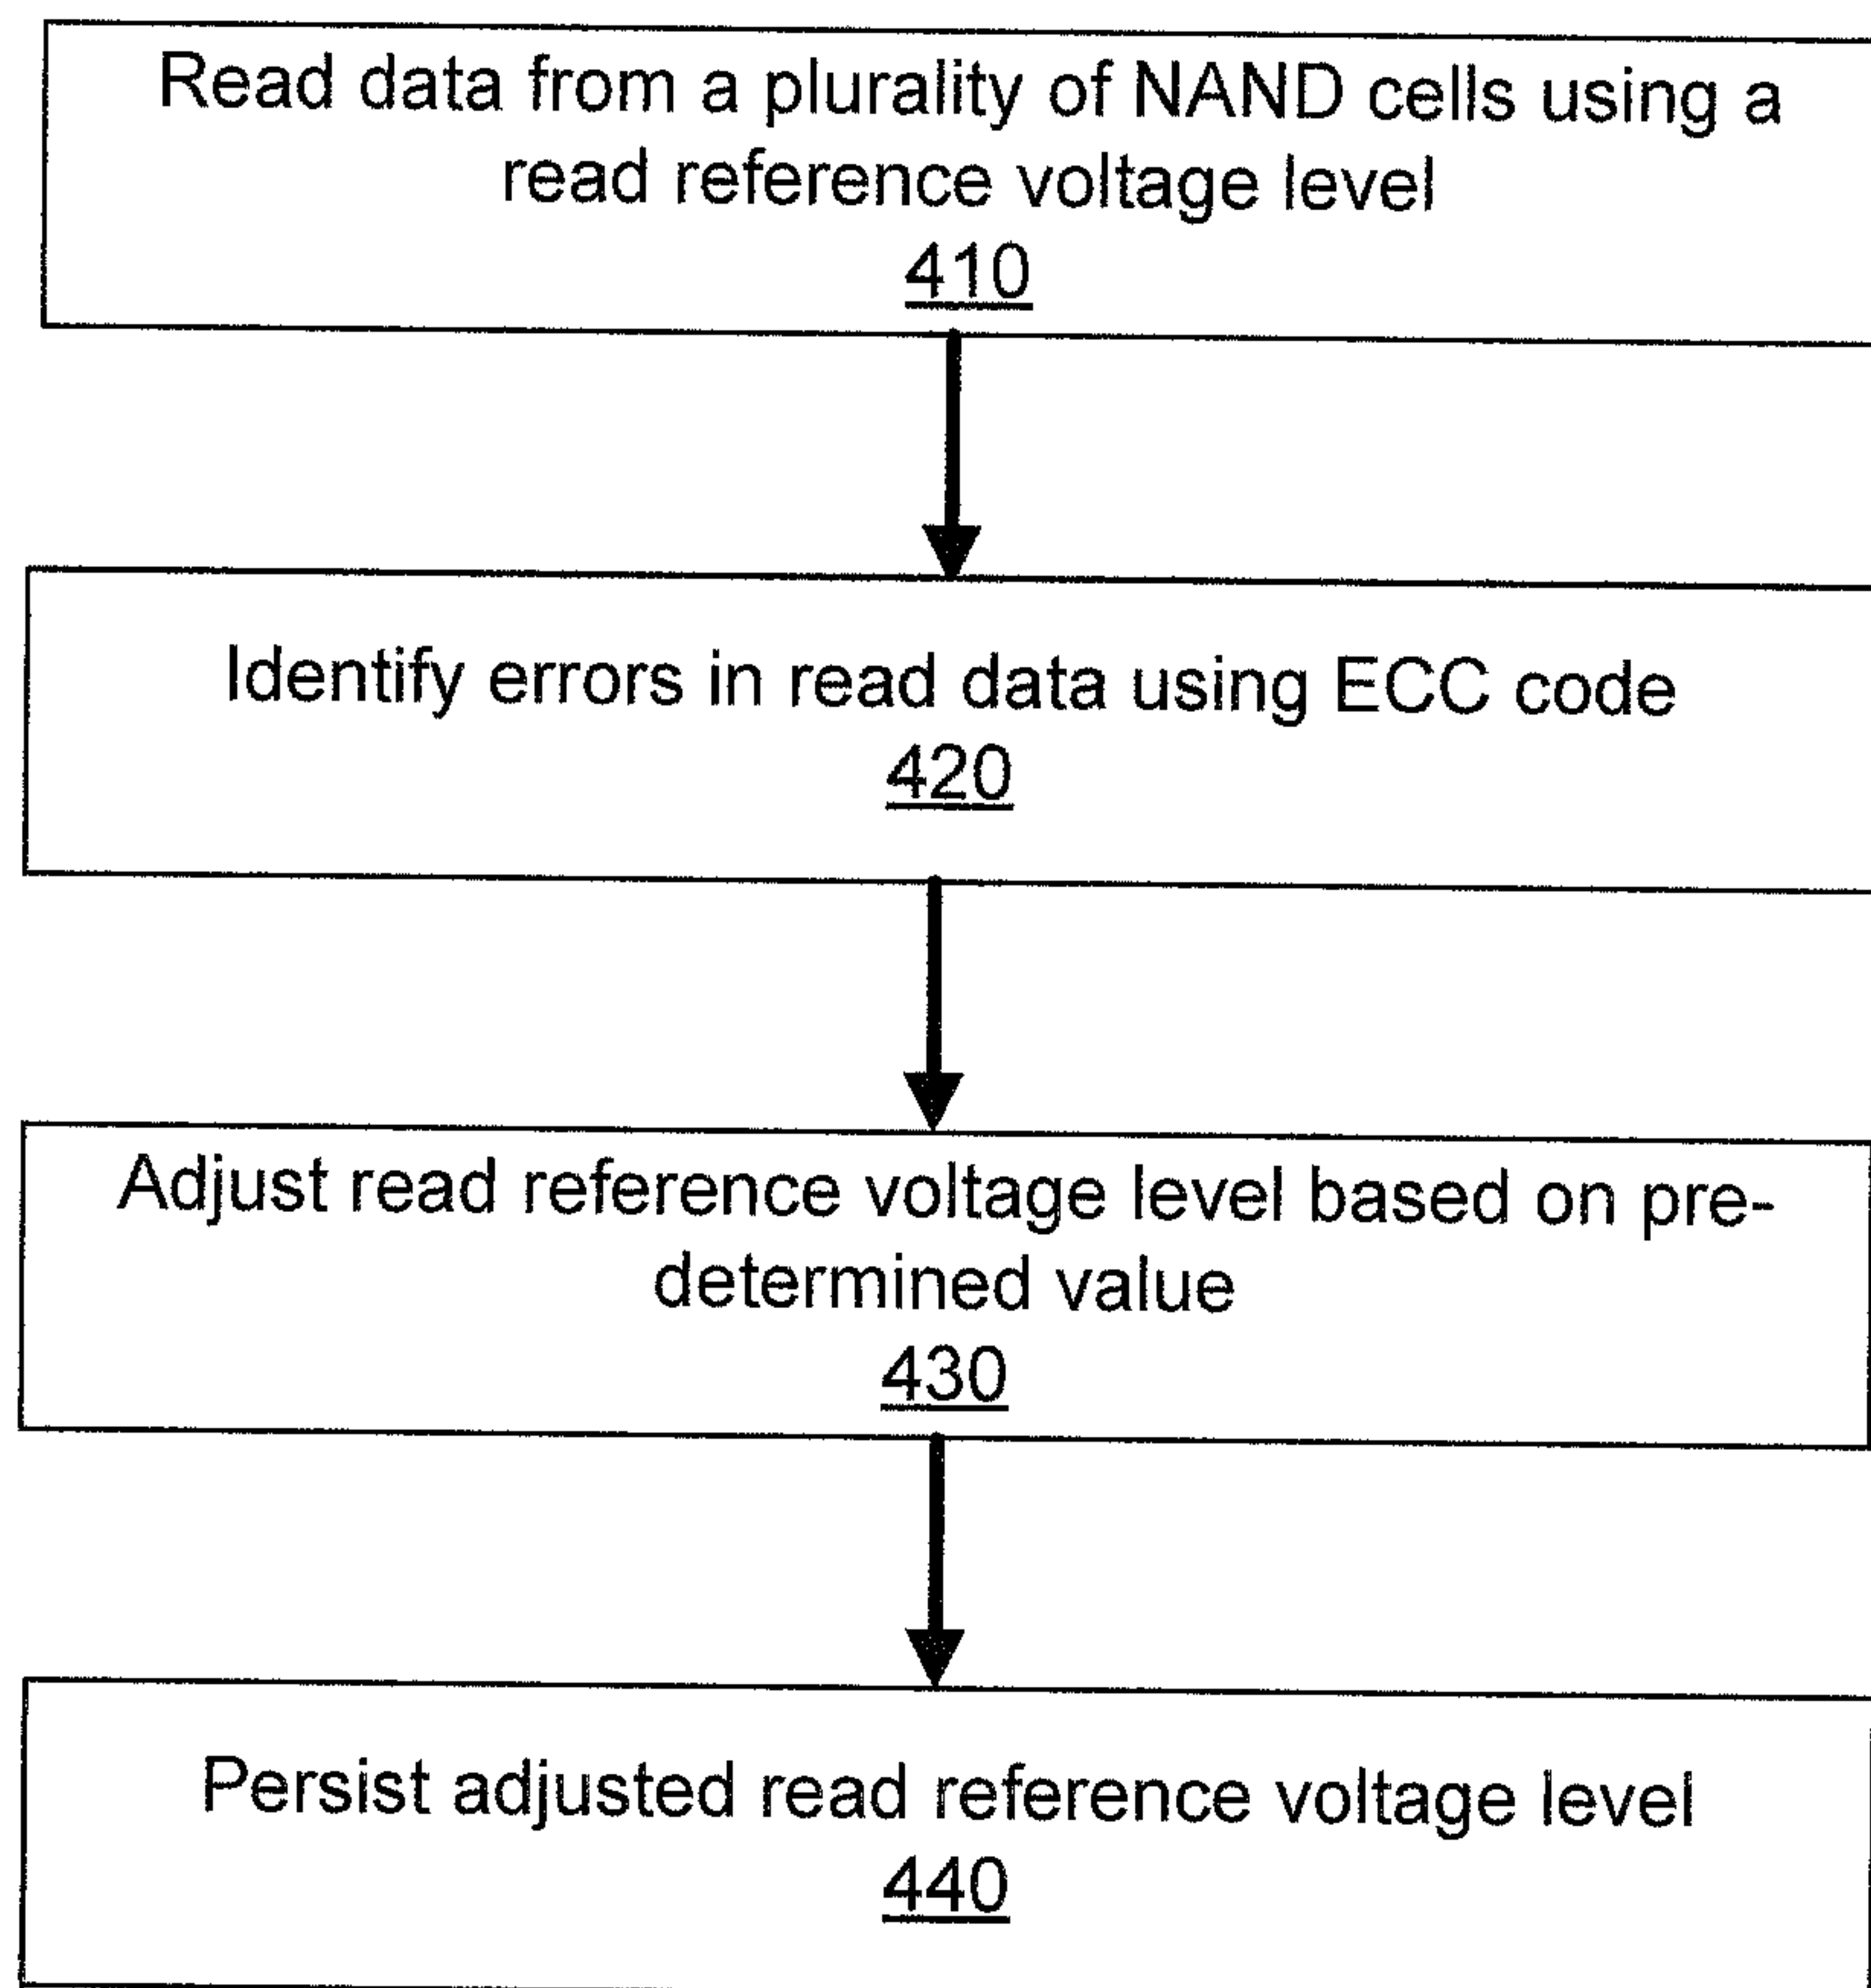 Read data from a plurality of NAND cells using a
read reference voltage level
410
Identify errors in read data using ECC code
420
Adjust read reference voltage level based on pre-
determined value
430
Persist adjusted read reference voltage level
440